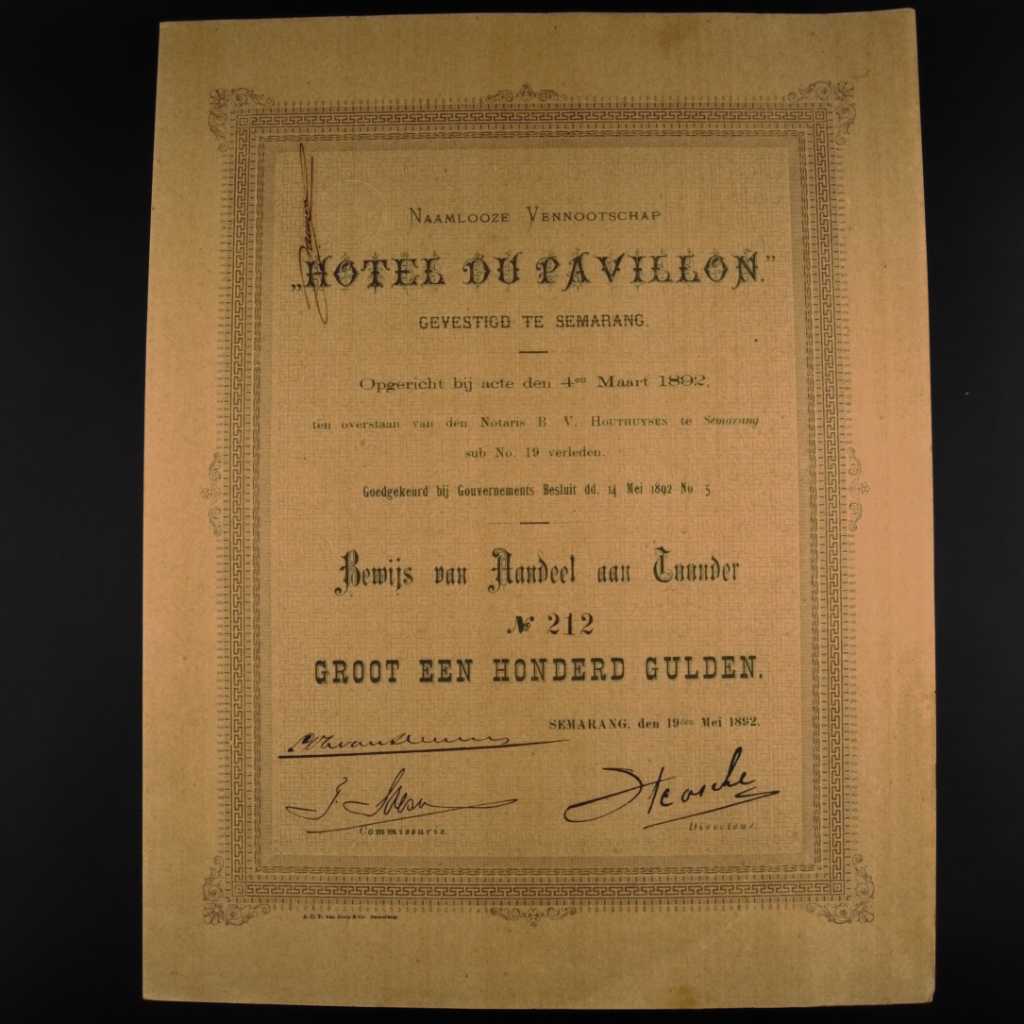 NAAMLOOZE VENNOOTSCHAP
„HOTEL DU PAVILLON.”
GEVESTIGD TE SEMARANG.
Opgericht bij acte den 4en Maart 1892,
ten overstaan van den Notaris B. V. HOUTHUYSEN te Semarang
sub No. 19 verleden.
Goedgekeurd bij Gouvernements Besluit dd. 14 Mei 1892 No 5
Bewijs van Aandeel aan Toonder
No 212
GROOT EEN HONDERD GULDEN.
SEMARANG, den 19den Mei 1892.
Commissaris.
Directeur.